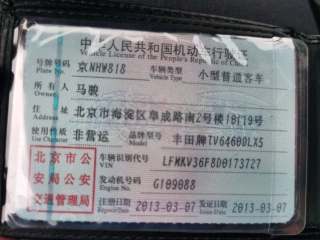 中华人民共和国机动车行驶证
Vehicle License of the People's Republic of China
号牌号码 Plate No. 京NHW818 车辆类型 Vehicle Type 小型普通客车
所有人 Owner 马骏
住址 北京市海淀区阜成路南2号楼10门9号
使用性质 非营运 品牌型号 丰田牌TV6460DLX5
北京市公安局公安交通管理局
车辆识别代号 VIN LFMKV36F8D0173727
发动机号码 Engine No. G109088
注册日期 Register Date 2013-03-07 发证日期 Issue Date 2013-03-07